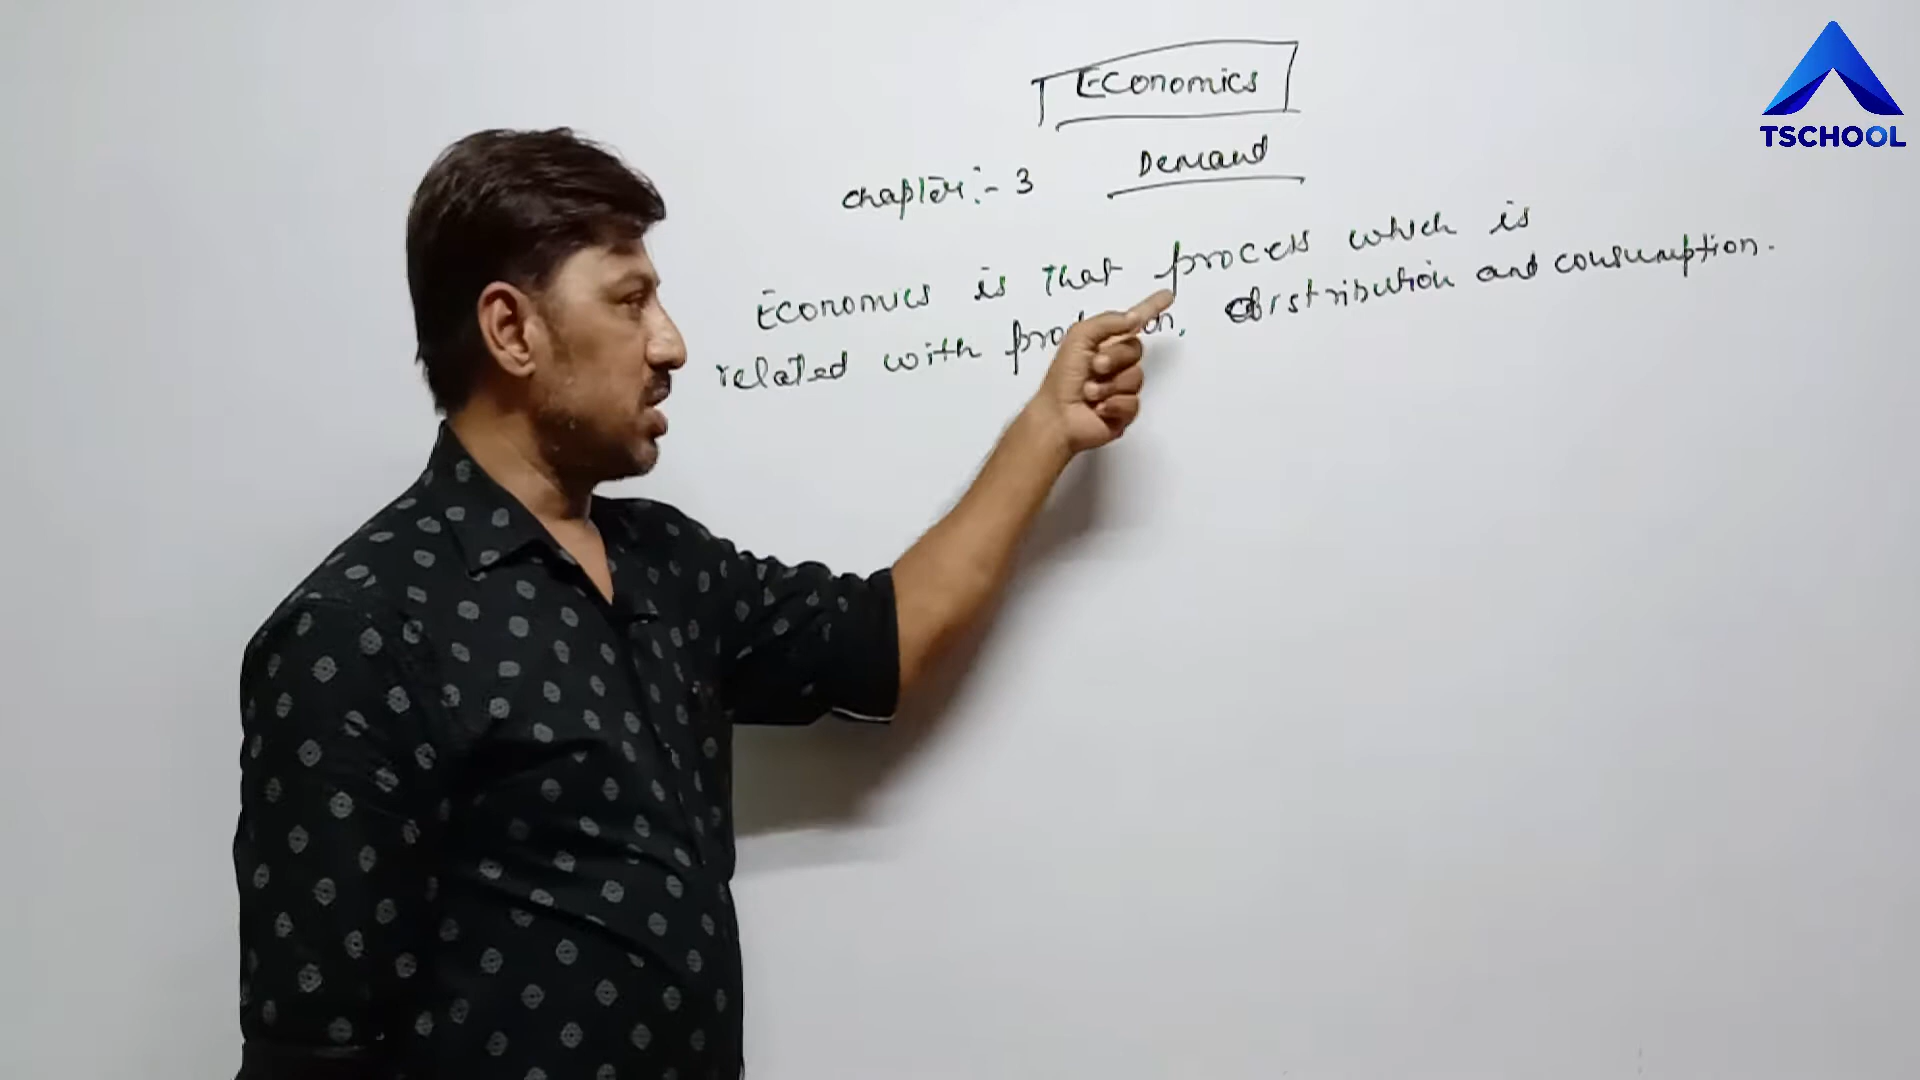 Economics
TSCHOOL
chapter:- 3 Demand
Economics is that process which is
related with distribution and consumption.